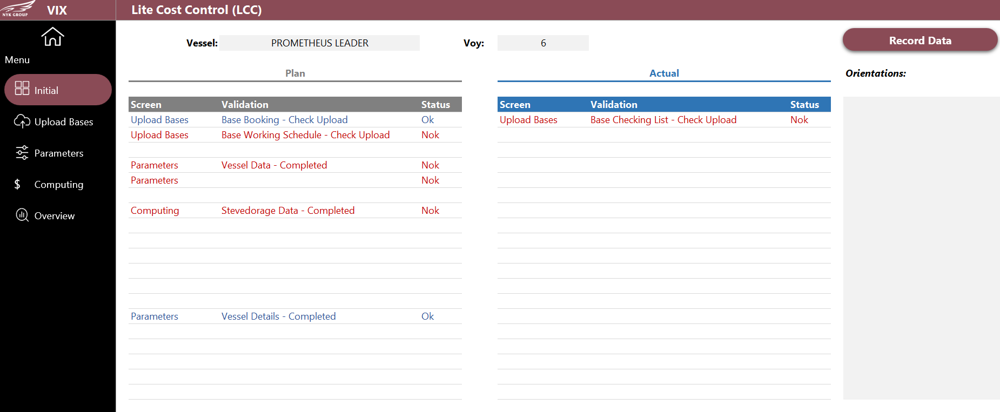 NYK GROUP
VIX
Lite Cost Control (LCC)
Menu
Initial
Upload Bases
Parameters
$ Computing
Overview
Vessel: PROMETHEUS LEADER Voy: 6
Record Data
Plan
Screen Validation Status
Upload Bases Base Booking - Check Upload Ok
Upload Bases Base Working Schedule - Check Upload Nok
Parameters Vessel Data - Completed Nok
Parameters Nok
Computing Stevedorage Data - Completed Nok
Parameters Vessel Details - Completed Ok
Actual
Screen Validation Status
Upload Bases Base Checking List - Check Upload Nok
Orientations: